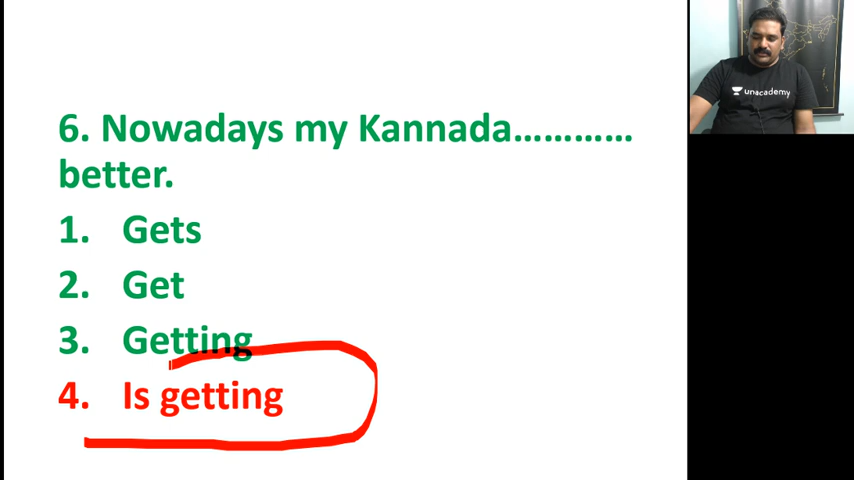 6. Nowadays my Kannada…………
better.
1. Gets
2. Get
3. Getting
4. Is getting
unacademy